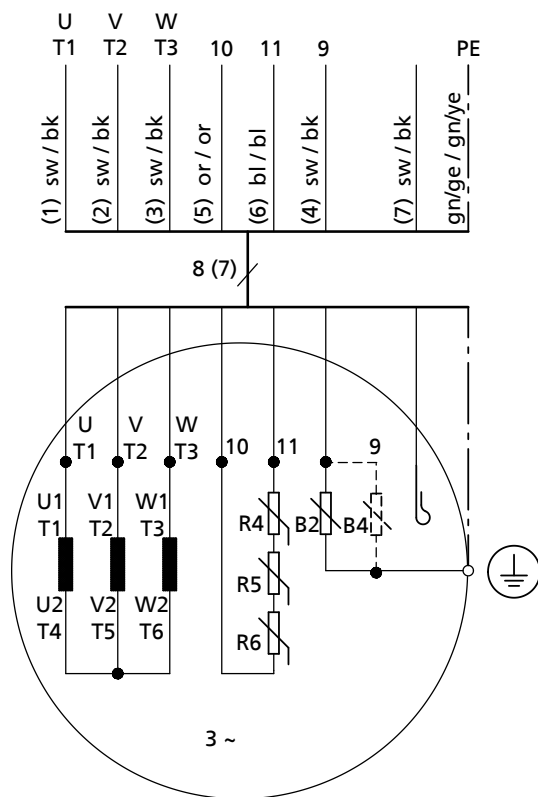 U V W
T1 T2 T3 10 11 9 PE
(1) sw / bk
(2) sw / bk
(3) sw / bk
(5) or / or
(6) bl / bl
(4) sw / bk
(7) sw / bk
gn/ge / gn/ye
8 (7)
U V W
T1 T2 T3 10 11 9
U1 V1 W1
T1 T2 T3
R4 B2 B4
R5
U2 V2 W2
T4 T5 T6
R6
3 ~